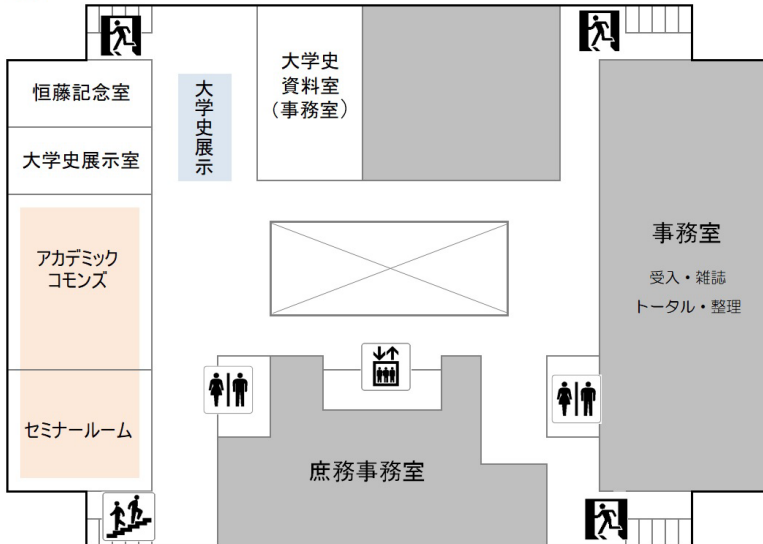 恒藤記念室
大学史展示室
アカデミック
コモンズ
セミナールーム
大学史展示
大学史
資料室
（事務室）
庶務事務室
事務室
受入・雑誌
トータル・整理